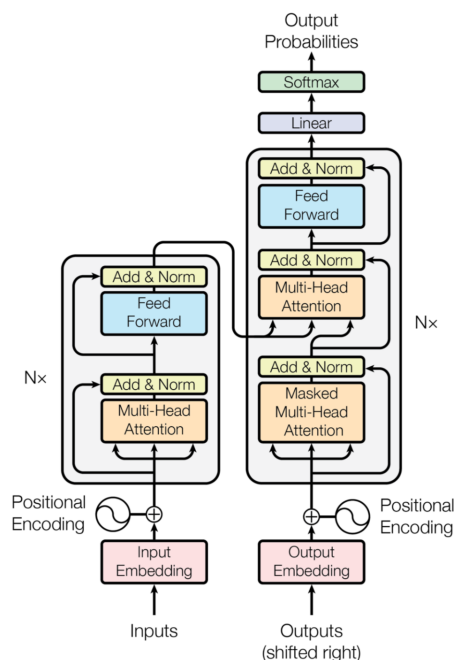 Output
Probabilities
Softmax
Linear
Add & Norm
Feed
Forward
Add & Norm
Multi-Head
Attention
Add & Norm
Masked
Multi-Head
Attention
N×
Add & Norm
Feed
Forward
Add & Norm
Multi-Head
Attention
N×
Positional
Encoding
Positional
Encoding
Input
Embedding
Output
Embedding
Inputs
Outputs
(shifted right)